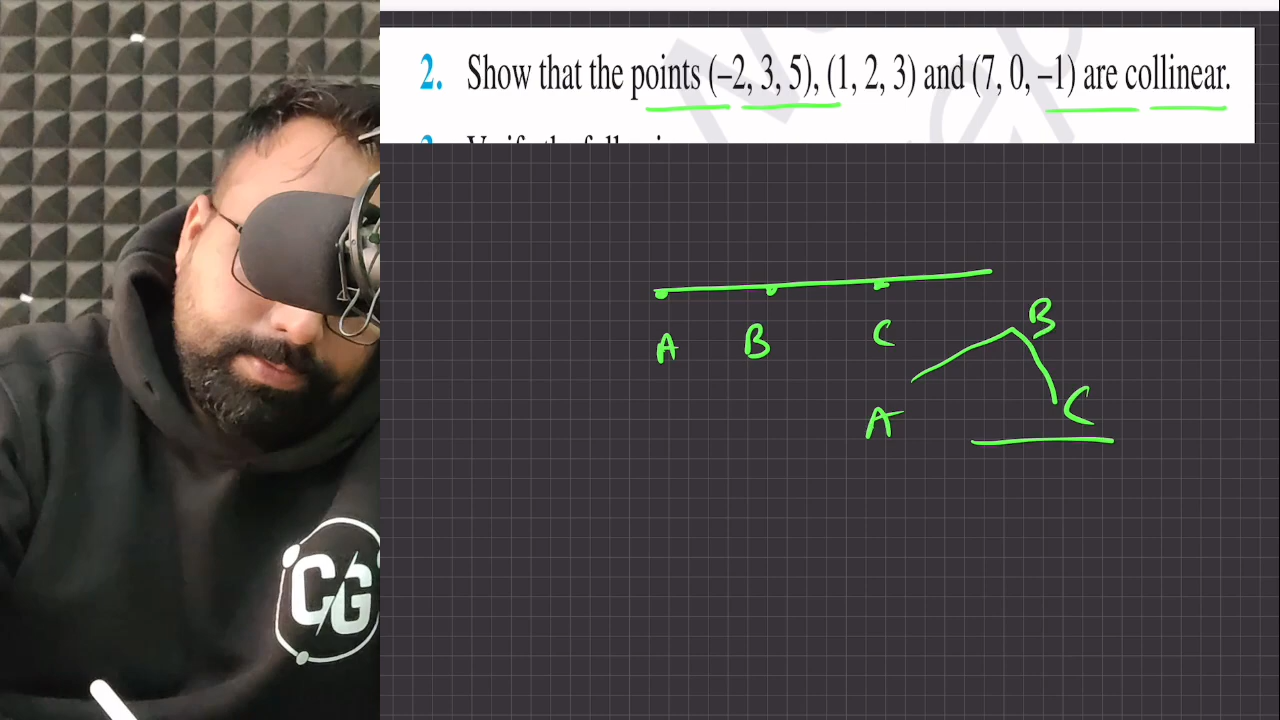 2. Show that the points (–2, 3, 5), (1, 2, 3) and (7, 0, –1) are collinear.
A B C
B
A C
CG